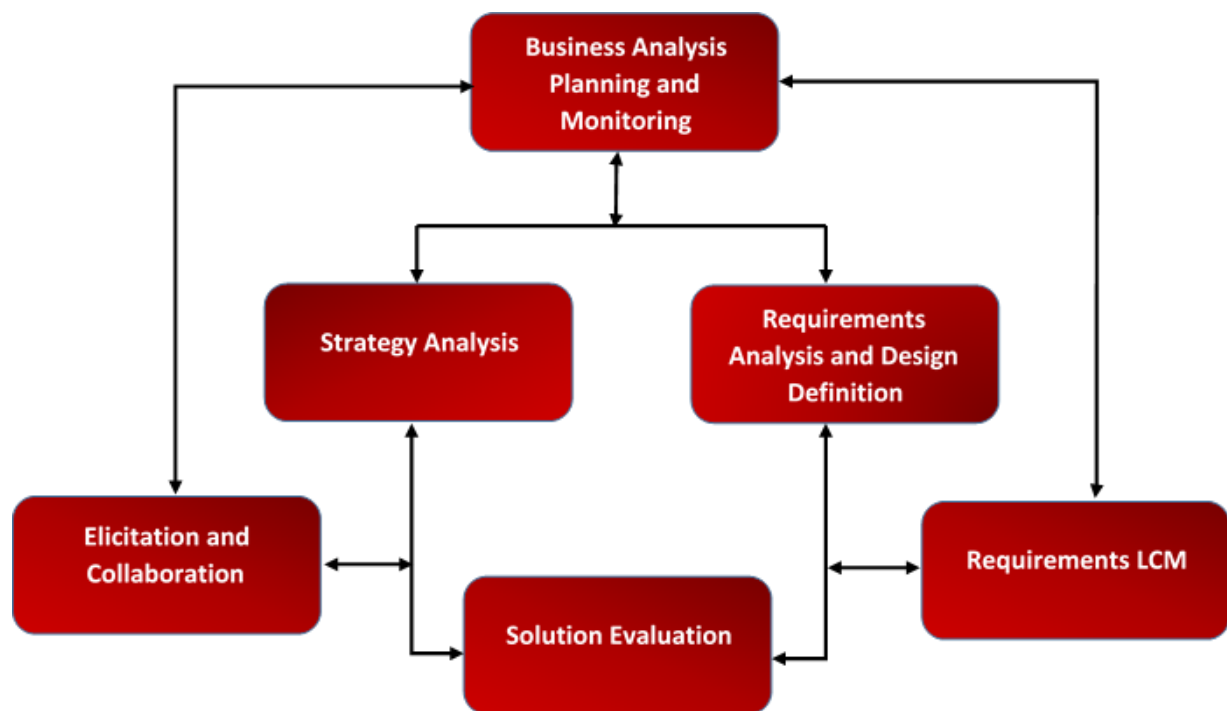 Business Analysis
Planning and
Monitoring
Strategy Analysis
Requirements
Analysis and Design
Definition
Elicitation and
Collaboration
Requirements LCM
Solution Evaluation